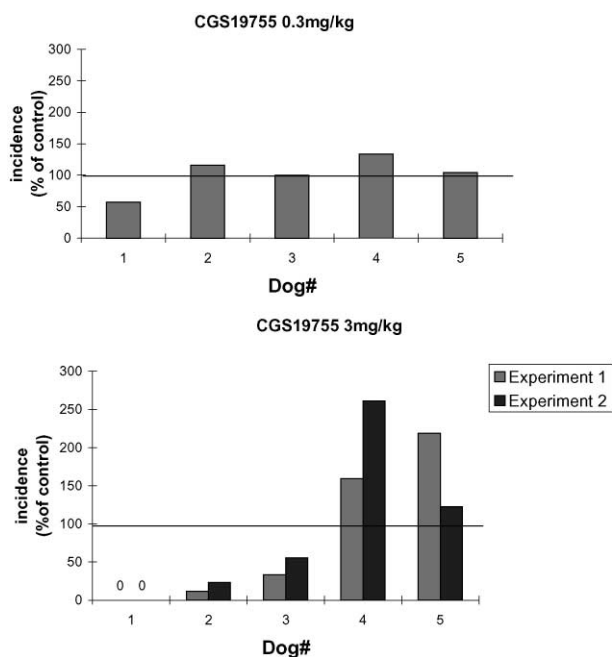 CGS19755 0.3mg/kg
300
250
200
150
100
50
0
incidence
(% of control)
1 2 3 4 5
Dog#
CGS19755 3mg/kg
300
250
200
150
100
50
0
incidence
(%of control)
0 0
1 2 3 4 5
Dog#
Experiment 1
Experiment 2